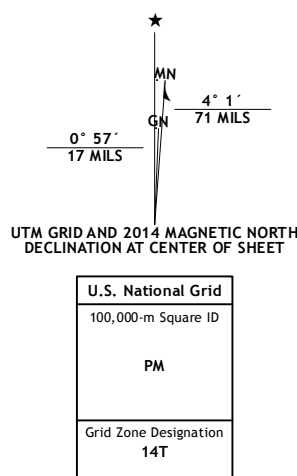 ★
MN
GN
4° 1´
71 MILS
0° 57´
17 MILS
UTM GRID AND 2014 MAGNETIC NORTH
DECLINATION AT CENTER OF SHEET
U.S. National Grid
100,000-m Square ID
PM
Grid Zone Designation
14T